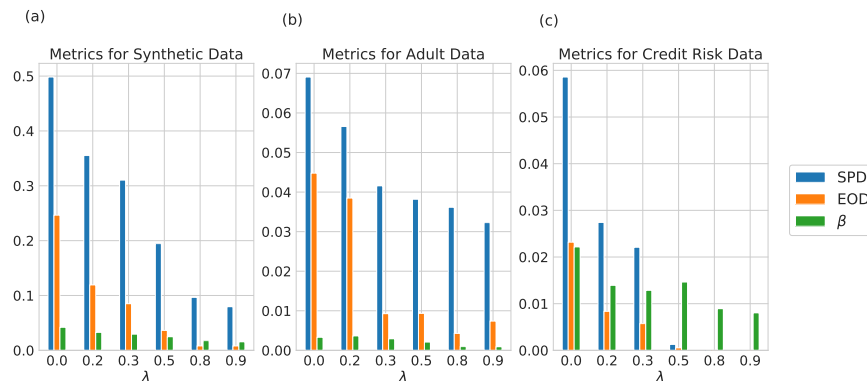 (a)
(b)
(c)
Metrics for Synthetic Data
Metrics for Adult Data
Metrics for Credit Risk Data
0.5
0.4
0.3
0.2
0.1
0.0
0.0 0.2 0.3 0.5 0.8 0.9
λ
0.07
0.06
0.05
0.04
0.03
0.02
0.01
0.00
0.0 0.2 0.3 0.5 0.8 0.9
λ
0.06
0.05
0.04
0.03
0.02
0.01
0.00
0.0 0.2 0.3 0.5 0.8 0.9
λ
SPD
EOD
β